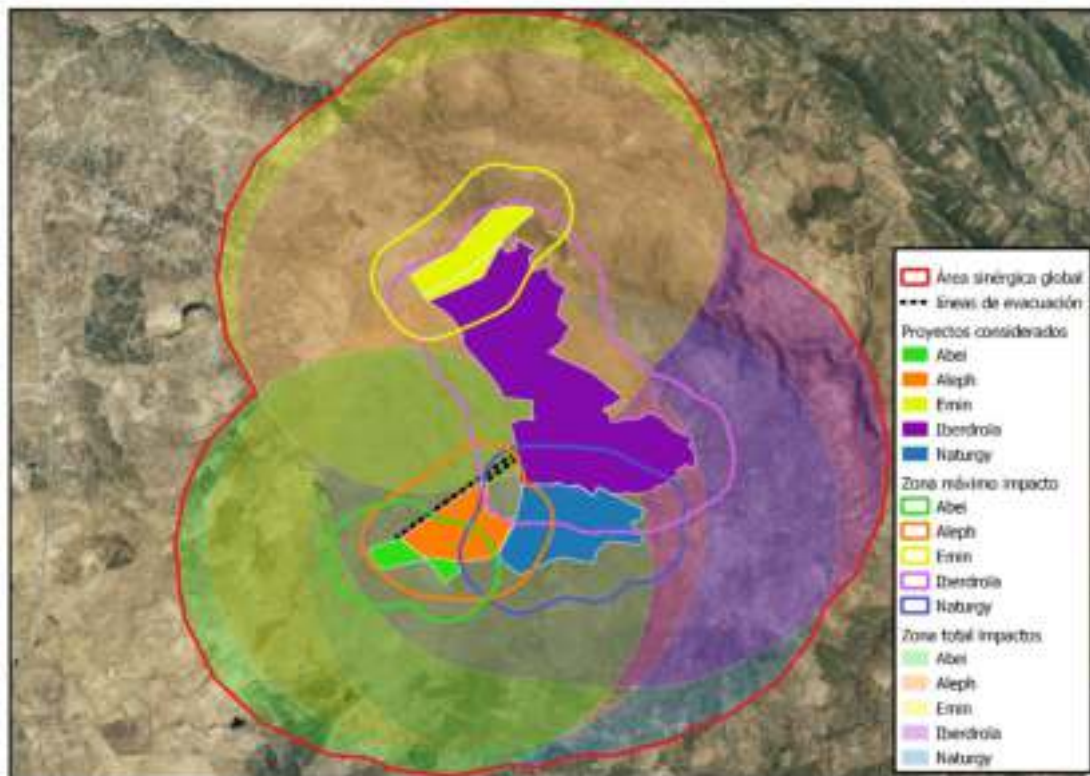 Área sinérgica global
líneas de evacuación
Proyectos considerados
Abei
Aleph
Emin
Iberdrola
Naturgy
Zona máximo impacto
Abei
Aleph
Emin
Iberdrola
Naturgy
Zona total impactos
Abei
Aleph
Emin
Iberdrola
Naturgy